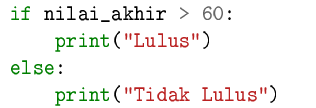 if nilai_akhir > 60:
    print("Lulus")
else:
    print("Tidak Lulus")